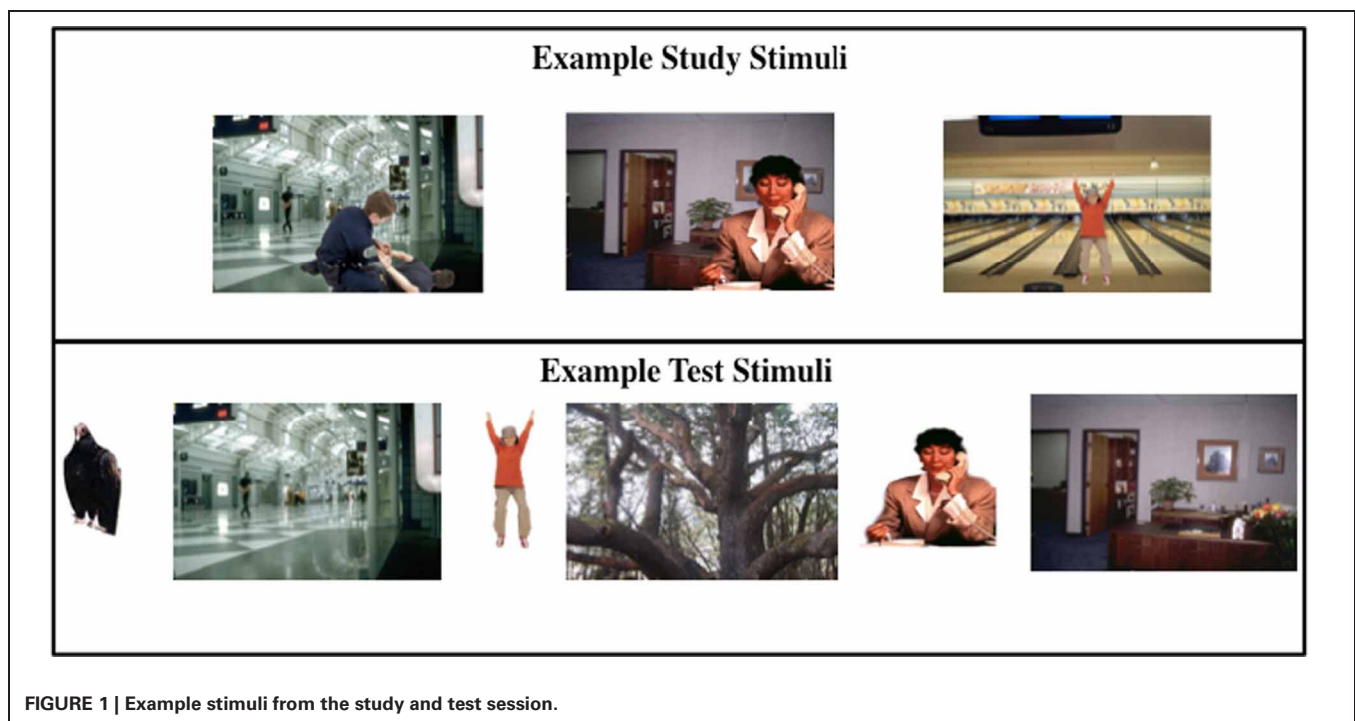 Example Study Stimuli
Example Test Stimuli
FIGURE 1 | Example stimuli from the study and test session.